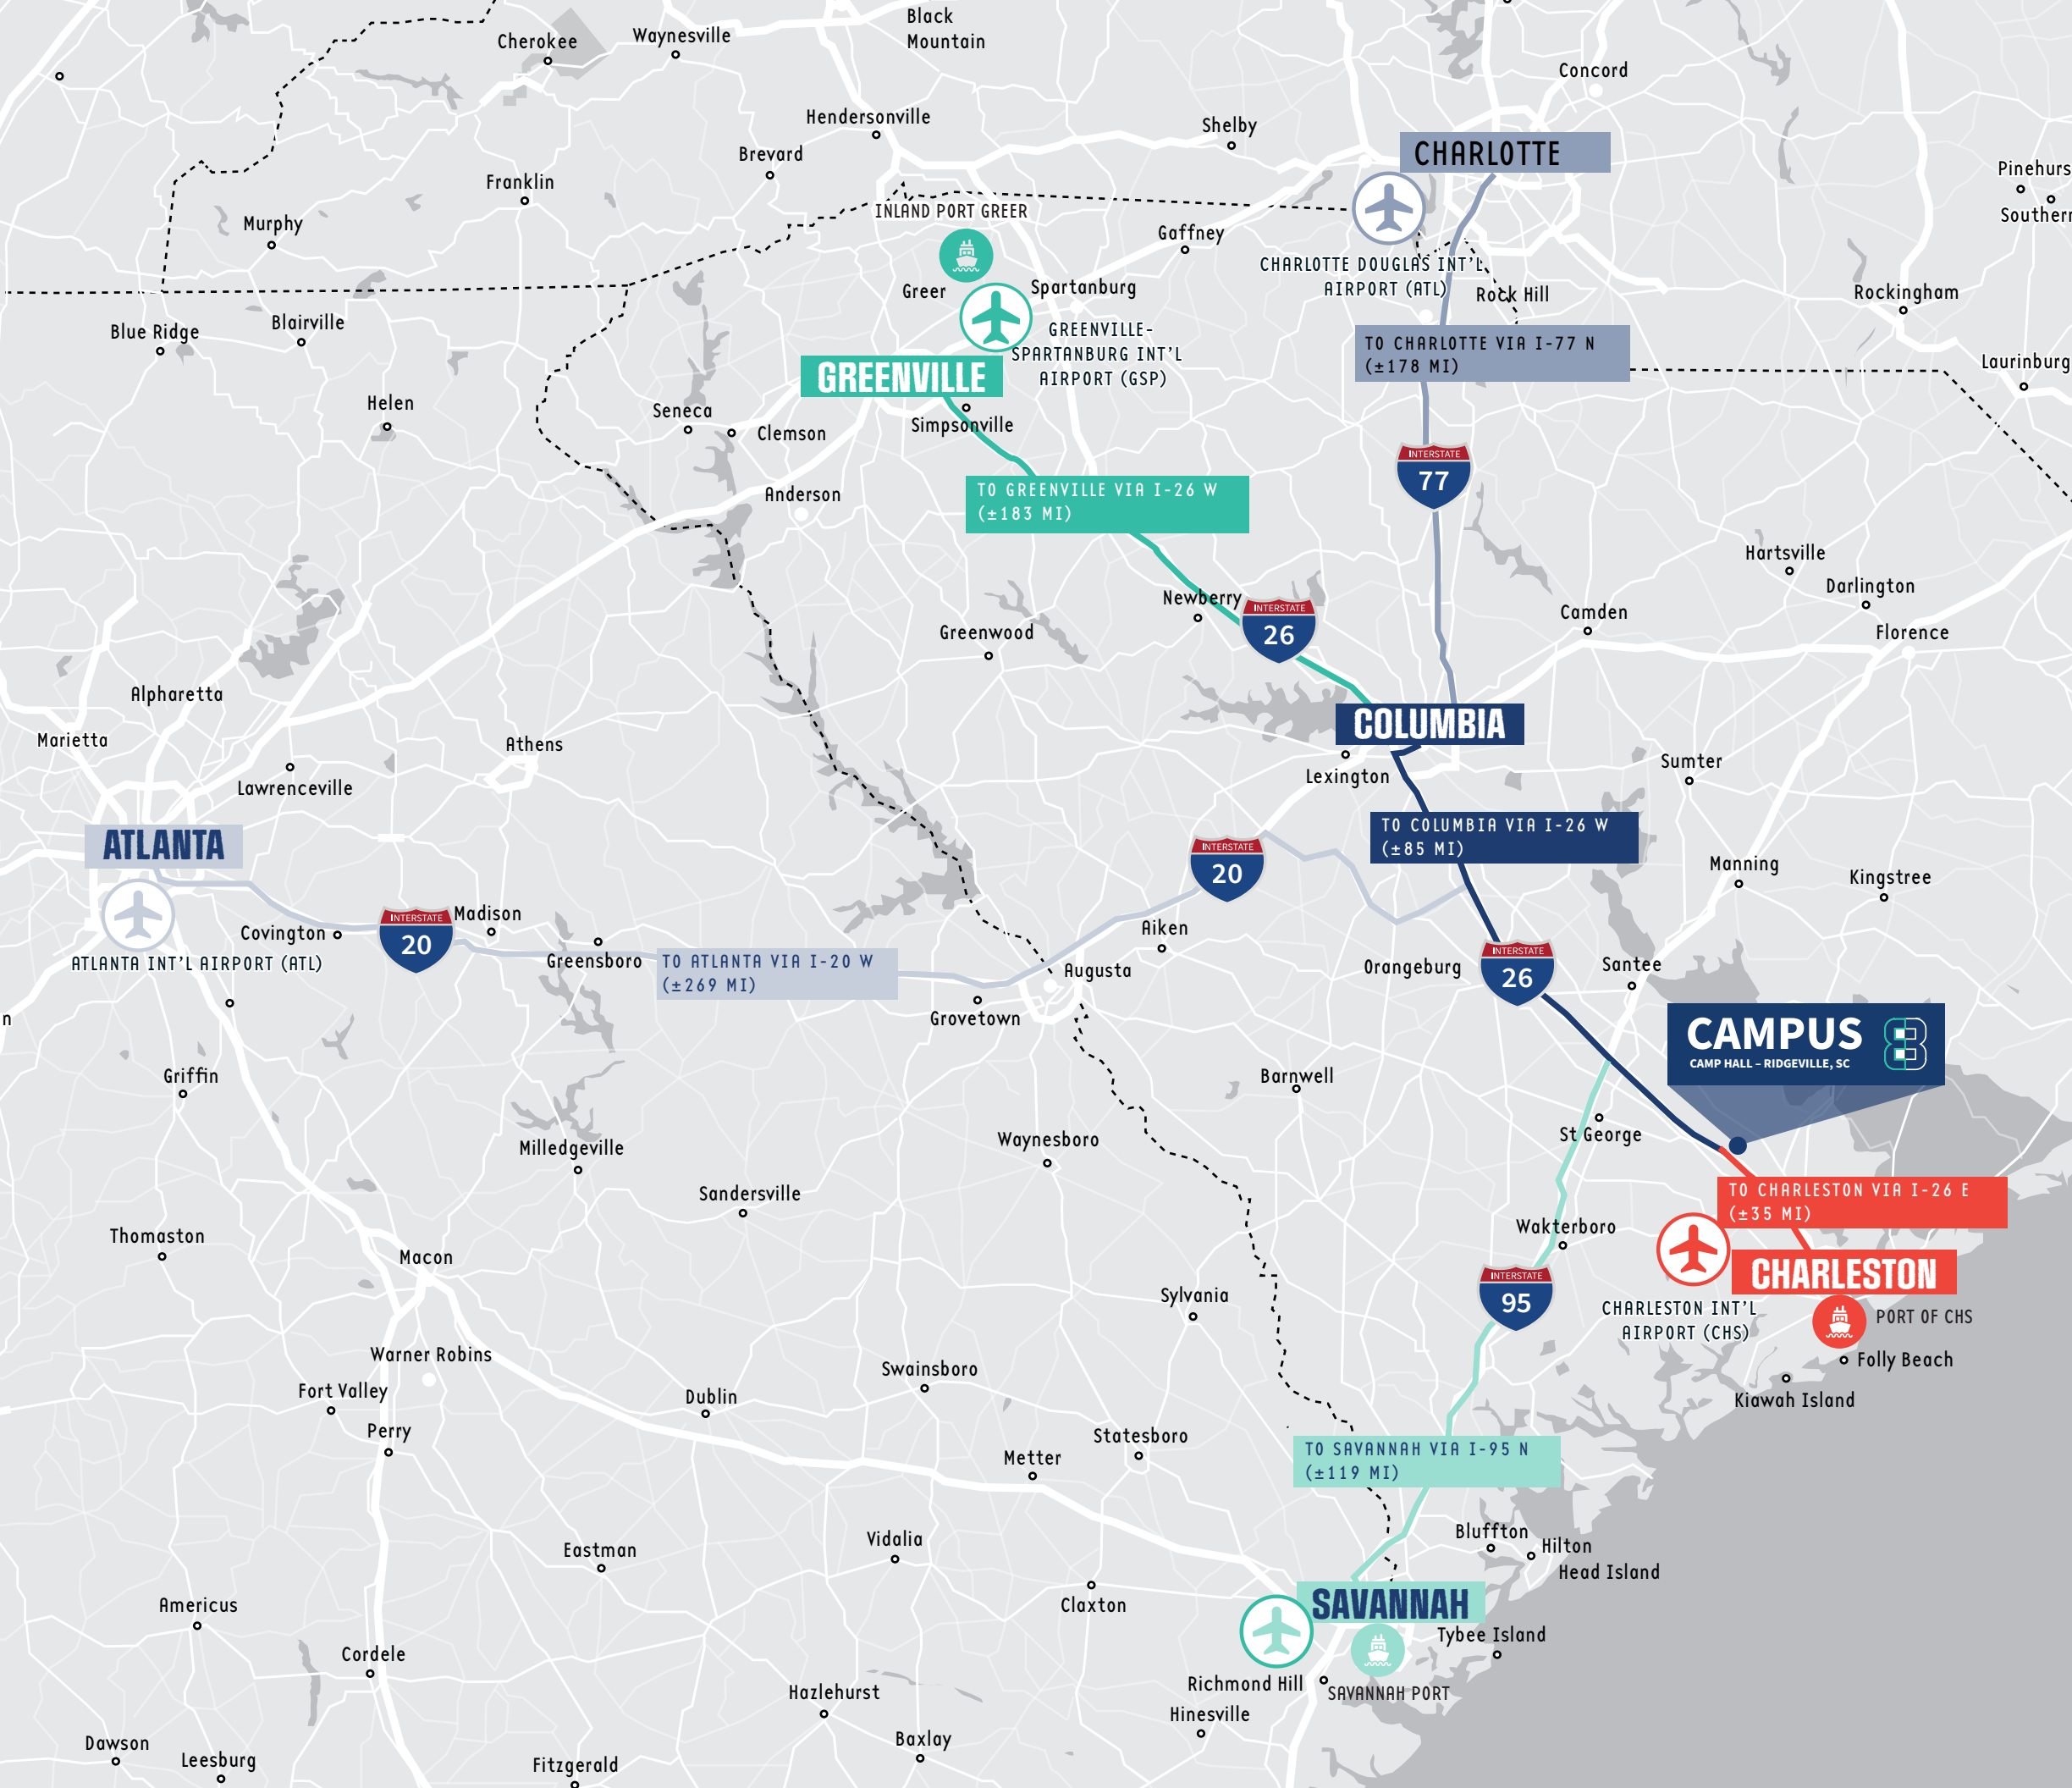 Black
Mountain
Cherokee
Waynesville
Concord
Hendersonville
Shelby
Brevard
CHARLOTTE
Pinehurs
Southern
Franklin
INLAND PORT GREER
Murphy
Gaffney
CHARLOTTE DOUGLAS INT'L
AIRPORT (ATL)
Rock Hill
Greer
Spartanburg
Rockingham
Blue Ridge
Blairville
GREENVILLE-
SPARTANBURG INT'L
AIRPORT (GSP)
TO CHARLOTTE VIA I-77 N
(±178 MI)
Laurinburg
GREENVILLE
Helen
Seneca
Clemson
Simpsonville
INTERSTATE
77
Anderson
TO GREENVILLE VIA I-26 W
(±183 MI)
Hartsville
Darlington
Newberry
INTERSTATE
26
Camden
Greenwood
Florence
Alpharetta
Marietta
COLUMBIA
Athens
Lawrenceville
Lexington
Sumter
TO COLUMBIA VIA I-26 W
(±85 MI)
ATLANTA
INTERSTATE
20
Manning
Kingstree
INTERSTATE
20
Madison
Covington
Aiken
ATLANTA INT'L AIRPORT (ATL)
Greensboro
TO ATLANTA VIA I-20 W
(±269 MI)
Augusta
Orangeburg
INTERSTATE
26
Santee
n
Grovetown
CAMPUS
CAMP HALL – RIDGEVILLE, SC
Griffin
Barnwell
St George
Milledgeville
Waynesboro
Sandersville
TO CHARLESTON VIA I-26 E
(±35 MI)
Thomaston
Macon
Wakterboro
CHARLESTON
INTERSTATE
95
Sylvania
CHARLESTON INT'L
AIRPORT (CHS)
PORT OF CHS
Warner Robins
Folly Beach
Fort Valley
Swainsboro
Dublin
Kiawah Island
Perry
Statesboro
Metter
TO SAVANNAH VIA I-95 N
(±119 MI)
Eastman
Vidalia
Bluffton
Hilton
Head Island
Americus
Claxton
SAVANNAH
Tybee Island
Cordele
Richmond Hill
SAVANNAH PORT
Hazlehurst
Hinesville
Dawson
Leesburg
Baxlay
Fitzgerald